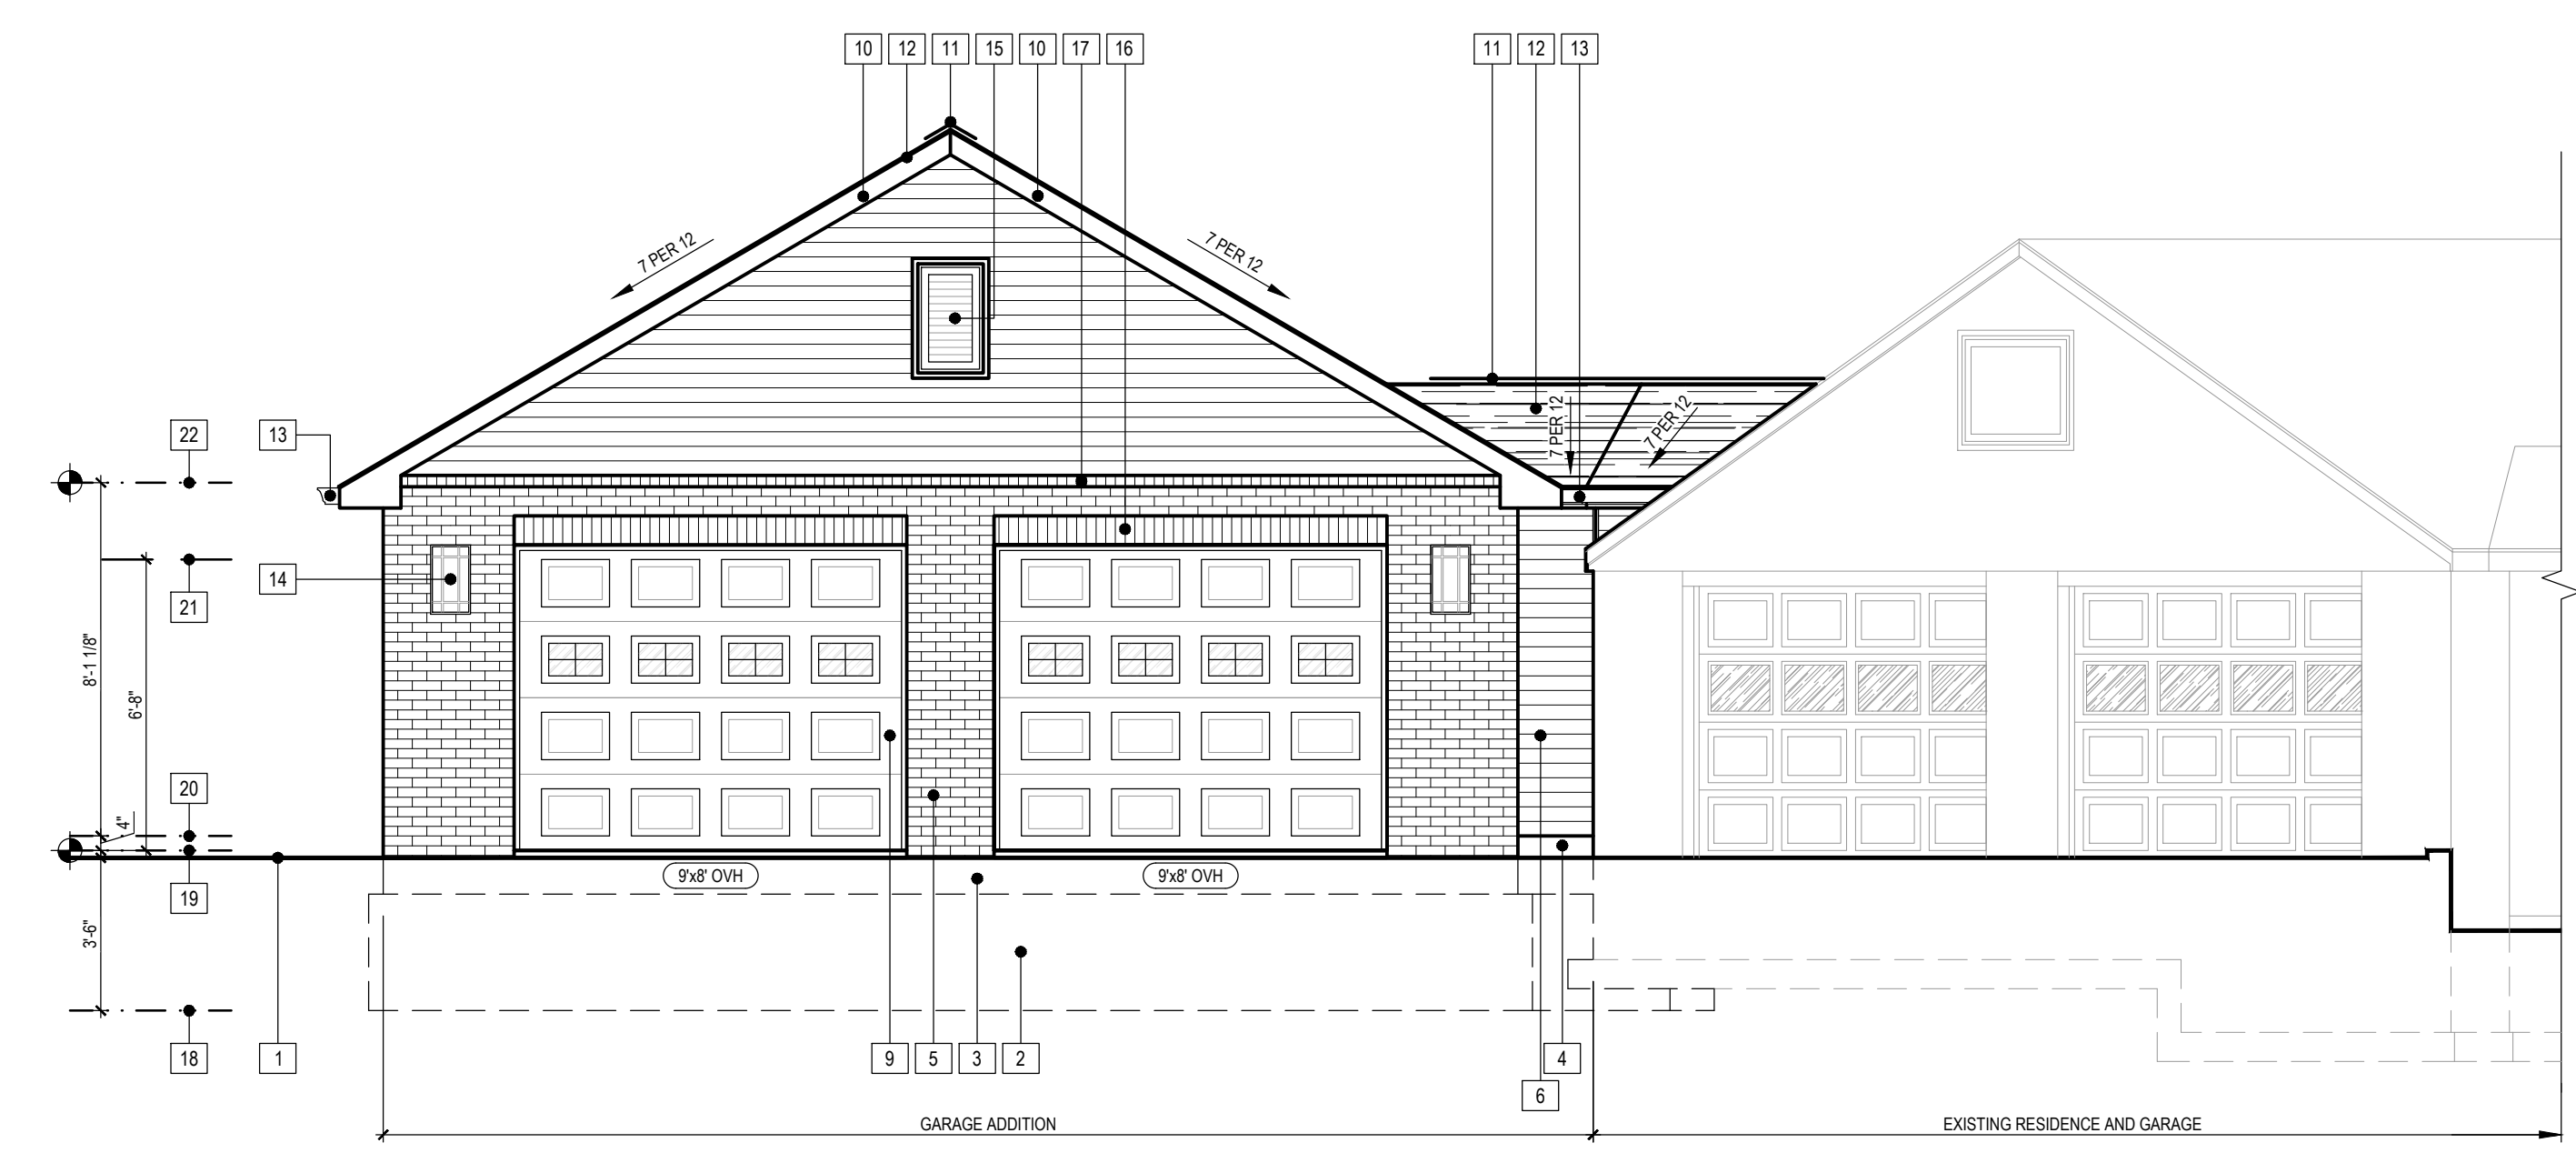 10 12 11 15 10 17 16 11 12 13
7 PER 12
7 PER 12
7 PER 12
7 PER 12
22
13
14
21
8'-1 1/8"
6'-8"
20
4"
19
3'-6"
9'x8' OVH
9'x8' OVH
18 1 9 5 3 2 4
6
GARAGE ADDITION
EXISTING RESIDENCE AND GARAGE